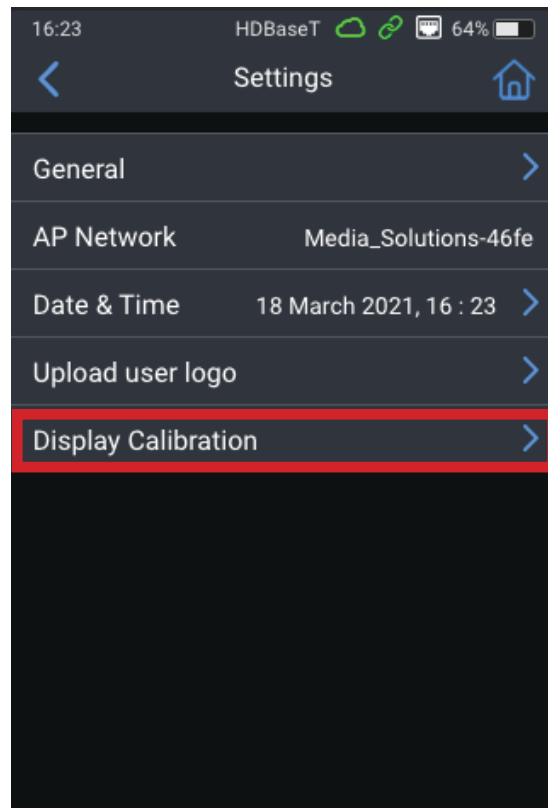 16:23 HDBaseT 64%
Settings
General
AP Network Media_Solutions-46fe
Date & Time 18 March 2021, 16 : 23
Upload user logo
Display Calibration